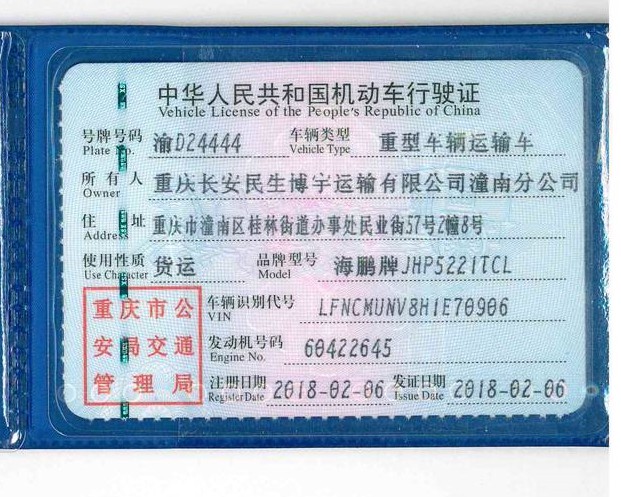 中华人民共和国机动车行驶证
Vehicle License of the People's Republic of China
号牌号码 渝D24444 车辆类型 重型车辆运输车
Plate No. Vehicle Type
所有人 重庆长安民生博宇运输有限公司潼南分公司
Owner
住址 重庆市潼南区桂林街道办事处民业街57号2幢8号
Address
使用性质 货运 品牌型号 海鹏牌JHP5221TCL
Use Character Model
重庆市公
安局交通
管理局
车辆识别代号 LFNCMUNV8H1E70906
VIN
发动机号码 60422645
Engine No.
注册日期 2018-02-06 发证日期 2018-02-06
Register Date Issue Date